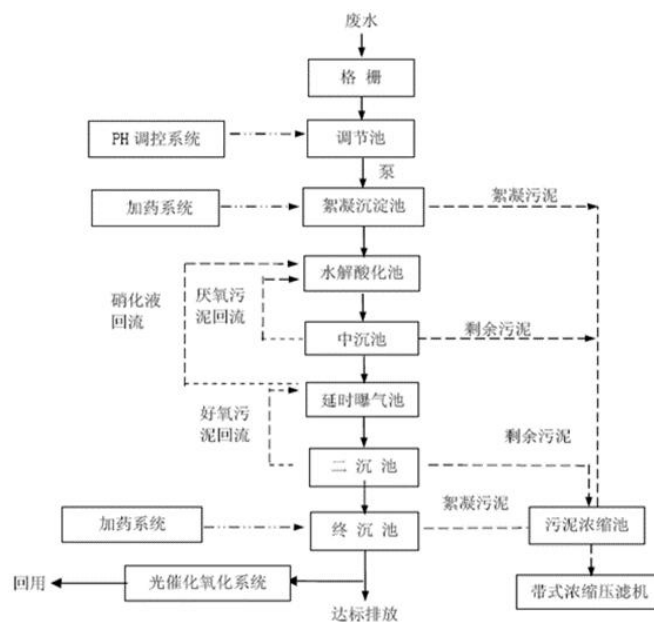 废水
格 栅
PH 调控系统
调节池
泵
加药系统
絮凝沉淀池
絮凝污泥
水解酸化池
硝化液
回流
厌氧污
泥回流
中沉池
剩余污泥
延时曝气池
好氧污
泥回流
剩余污泥
二 沉 池
絮凝污泥
加药系统
终 沉 池
污泥浓缩池
回用
光催化氧化系统
达标排放
带式浓缩压滤机